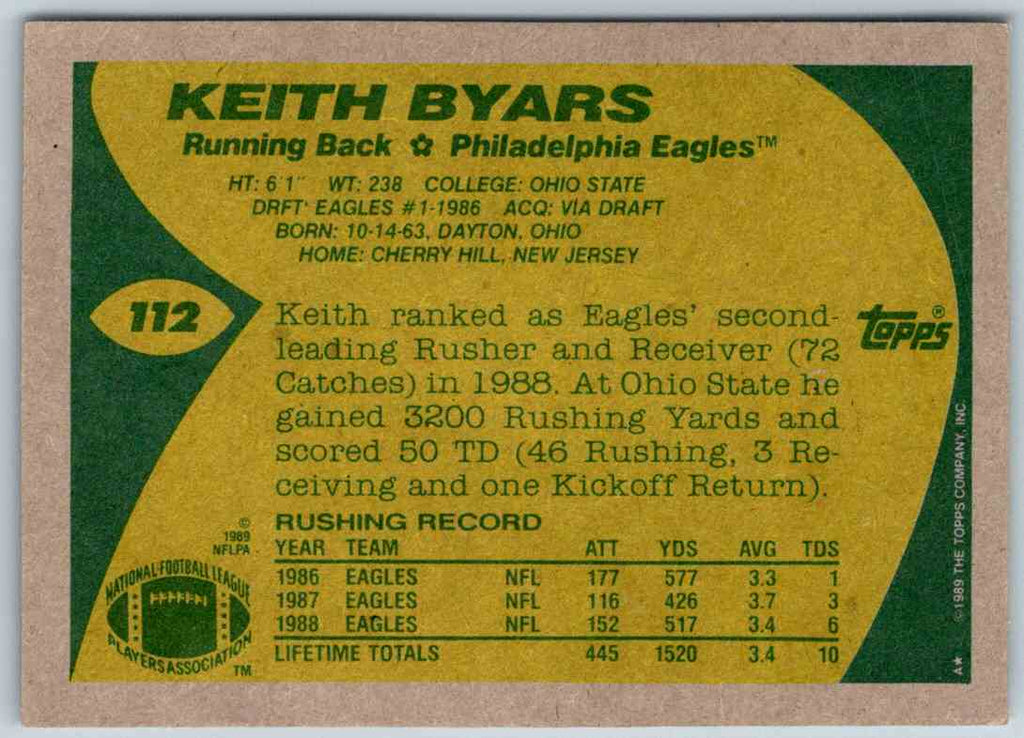 KEITH BYARS
Running Back ✿ Philadelphia Eagles™
HT: 6'1" WT: 238 COLLEGE: OHIO STATE
DRFT: EAGLES #1-1986 ACQ: VIA DRAFT
BORN: 10-14-63, DAYTON, OHIO
HOME: CHERRY HILL, NEW JERSEY
112
Keith ranked as Eagles' second-
leading Rusher and Receiver (72
Catches) in 1988. At Ohio State he
gained 3200 Rushing Yards and
scored 50 TD (46 Rushing, 3 Re-
ceiving and one Kickoff Return).
topps®
RUSHING RECORD
YEAR TEAM ATT YDS AVG TDS
1986 EAGLES NFL 177 577 3.3 1
1987 EAGLES NFL 116 426 3.7 3
1988 EAGLES NFL 152 517 3.4 6
LIFETIME TOTALS 445 1520 3.4 10
©
1989
NFLPA
NATIONAL FOOTBALL LEAGUE
PLAYERS ASSOCIATION
TM
©1989 THE TOPPS COMPANY, INC.
A★